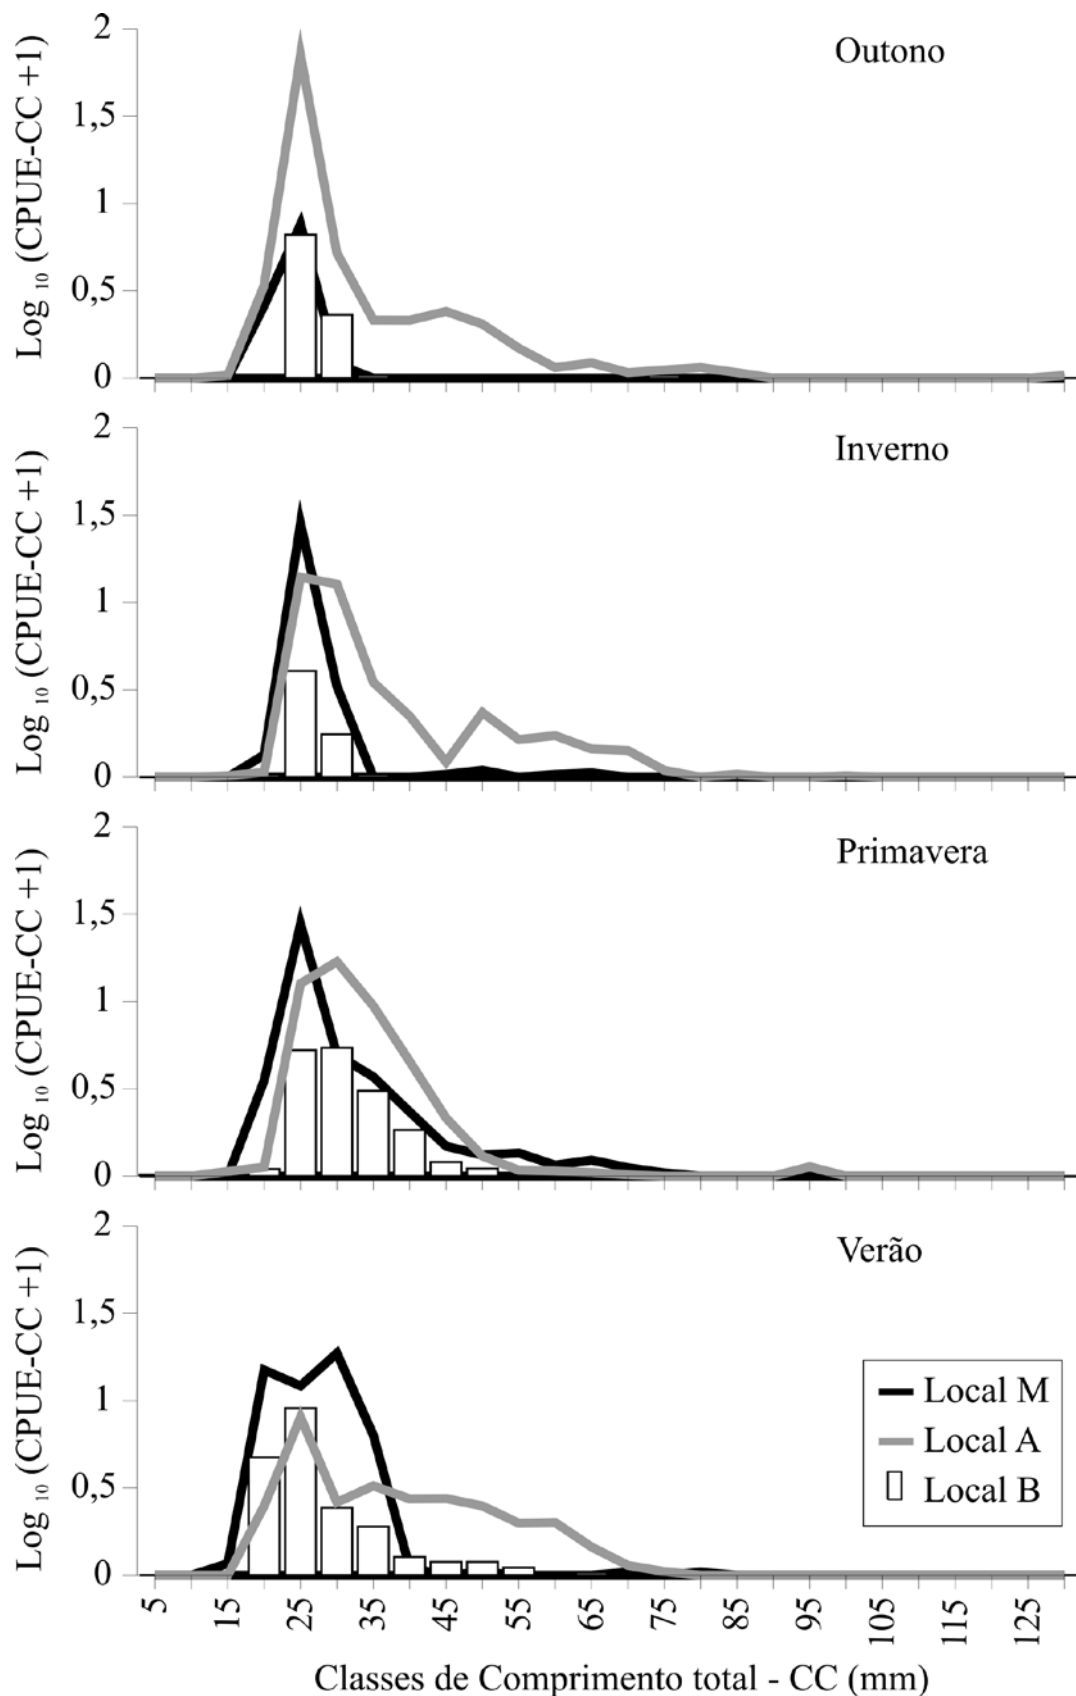 Outono
Log 10 (CPUE-CC +1)
2
1,5
1
0,5
0
Inverno
Log 10 (CPUE-CC +1)
2
1,5
1
0,5
0
Primavera
Log 10 (CPUE-CC +1)
2
1,5
1
0,5
0
Verão
Log 10 (CPUE-CC +1)
2
1,5
1
0,5
0
Local M
Local A
Local B
5 15 25 35 45 55 65 75 85 95 105 115 125
Classes de Comprimento total - CC (mm)